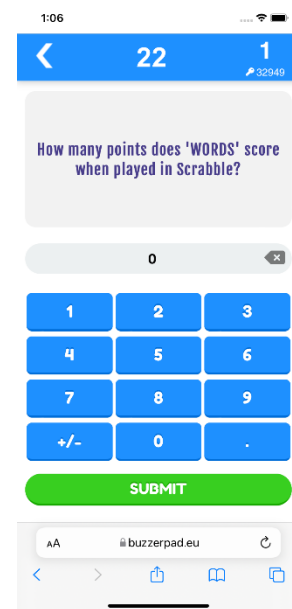 1:06
22
1
32949
How many points does 'WORDS' score
when played in Scrabble?
0
1 2 3
4 5 6
7 8 9
+/- 0 .
SUBMIT
AA buzzerpad.eu